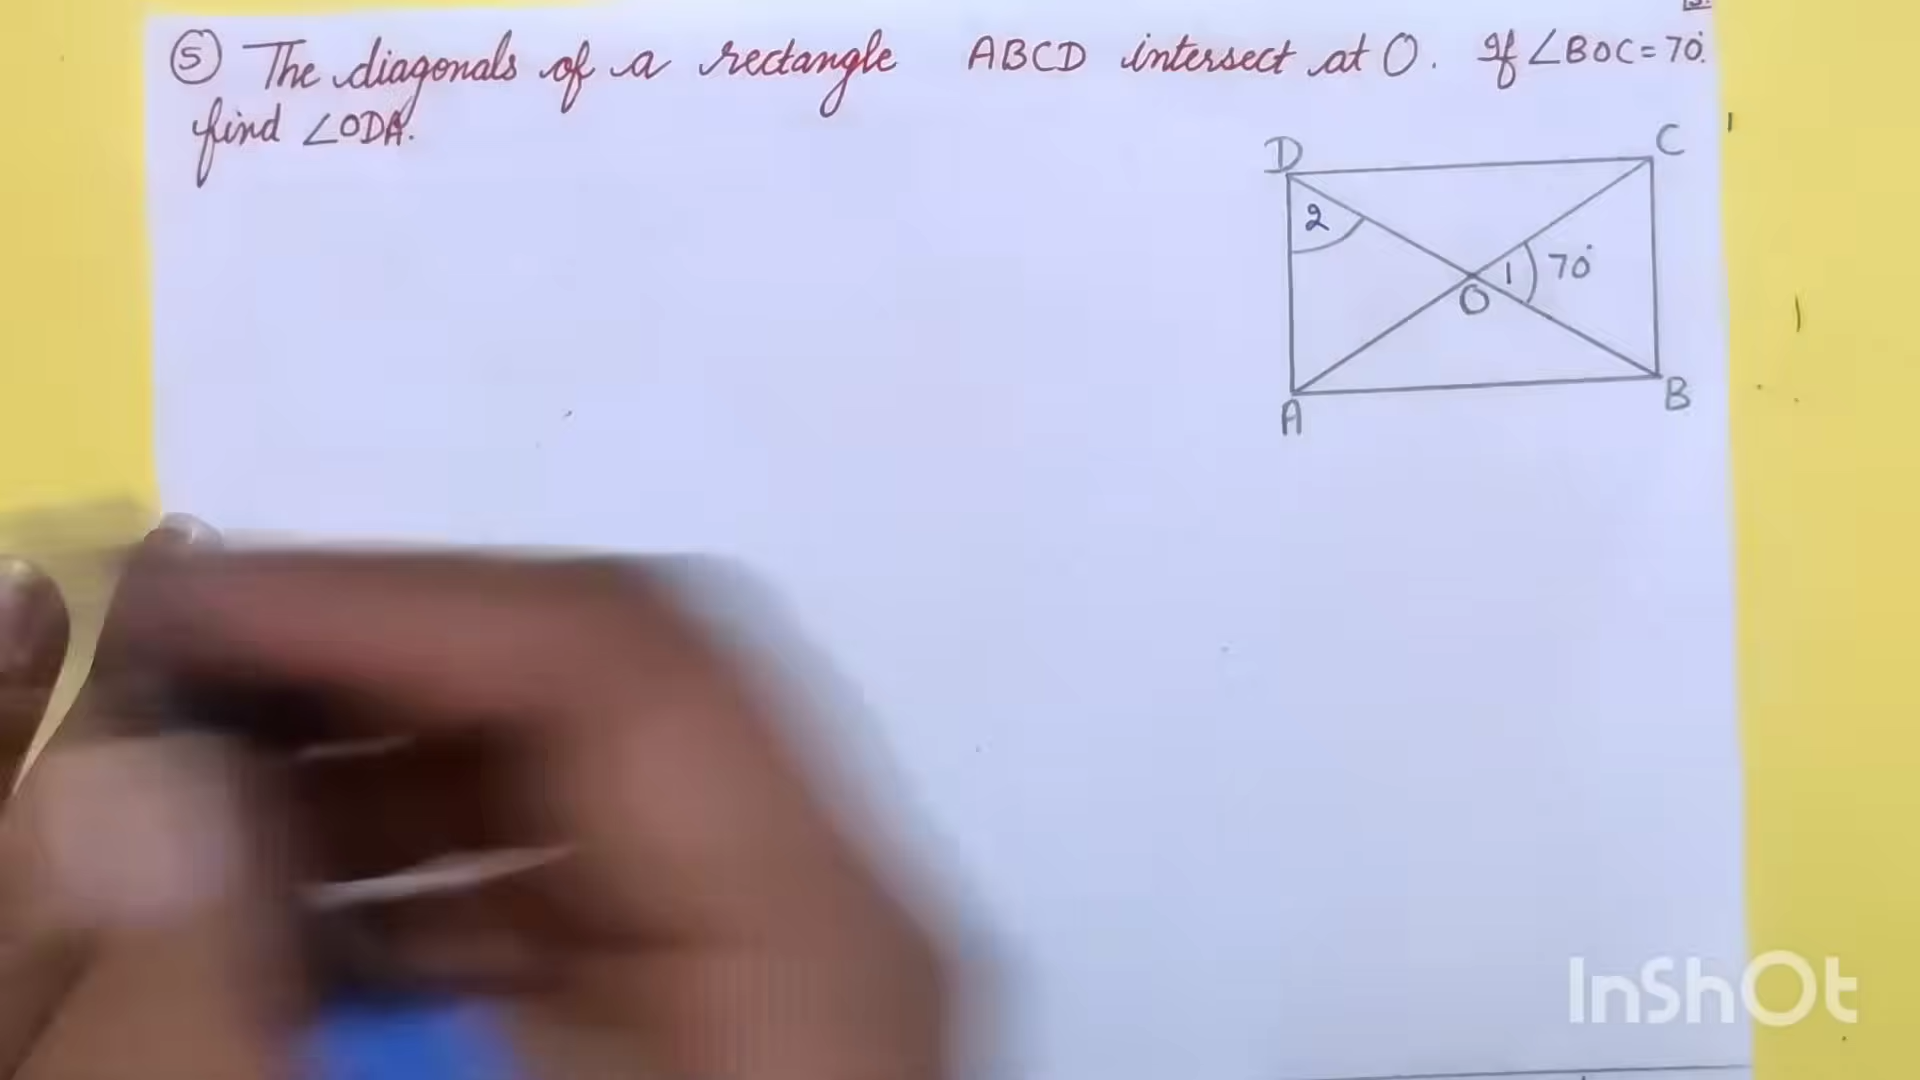 ⑤ The diagonals of a rectangle ABCD intersect at O. If ∠BOC = 70°.
find ∠ODA.
D
C
2
1
70°
O
A
B
InShOt